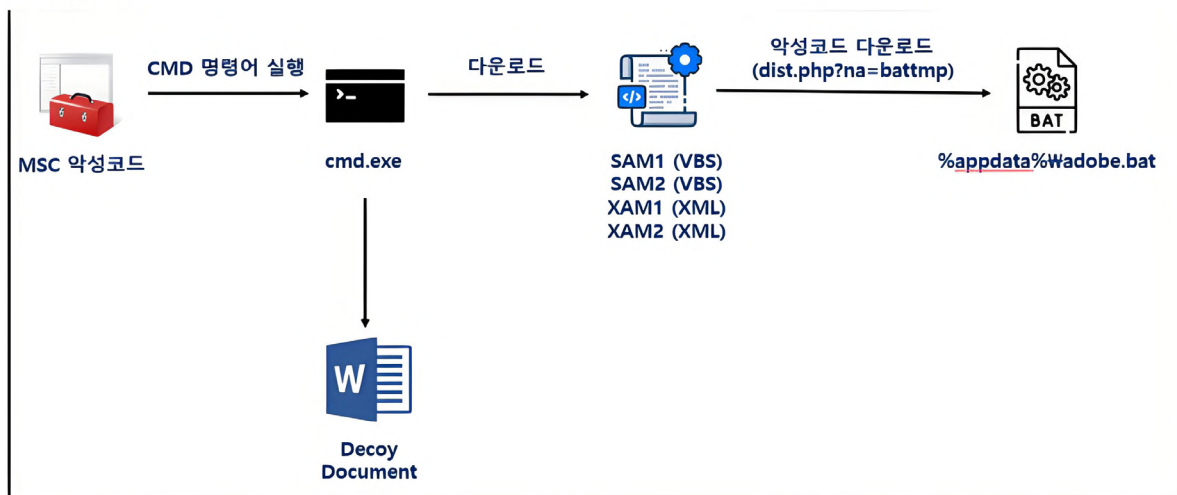 MSC 악성코드
CMD 명령어 실행
>_
cmd.exe
다운로드
</>
SAM1 (VBS)
SAM2 (VBS)
XAM1 (XML)
XAM2 (XML)
악성코드 다운로드
(dist.php?na=battmp)
BAT
%appdata%₩adobe.bat
W
Decoy
Document